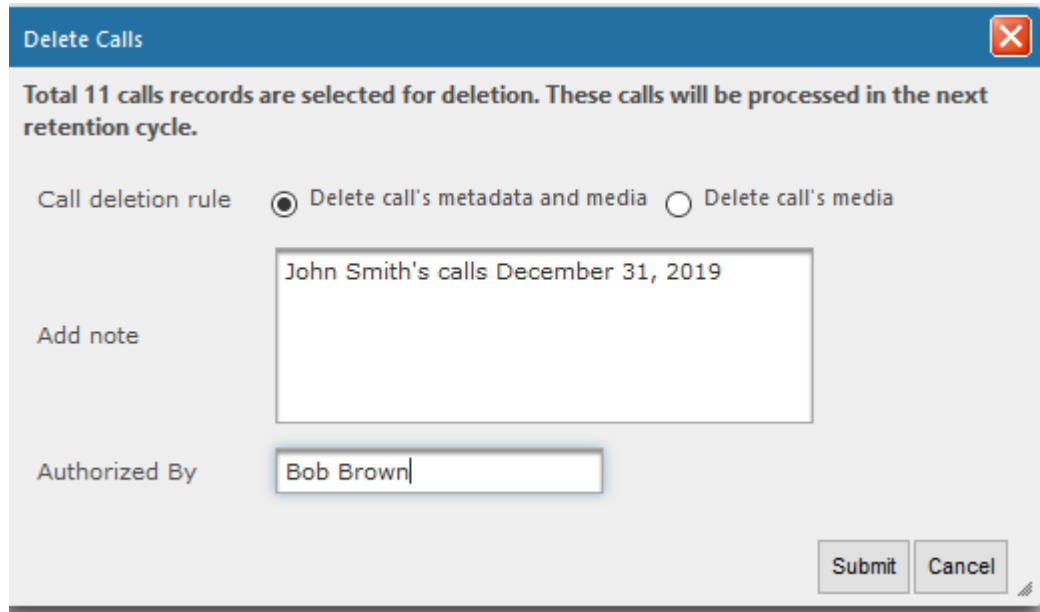 Delete Calls
Total 11 calls records are selected for deletion. These calls will be processed in the next
retention cycle.
Call deletion rule Delete call's metadata and media Delete call's media
Add note
John Smith's calls December 31, 2019
Authorized By Bob Brown
Submit Cancel